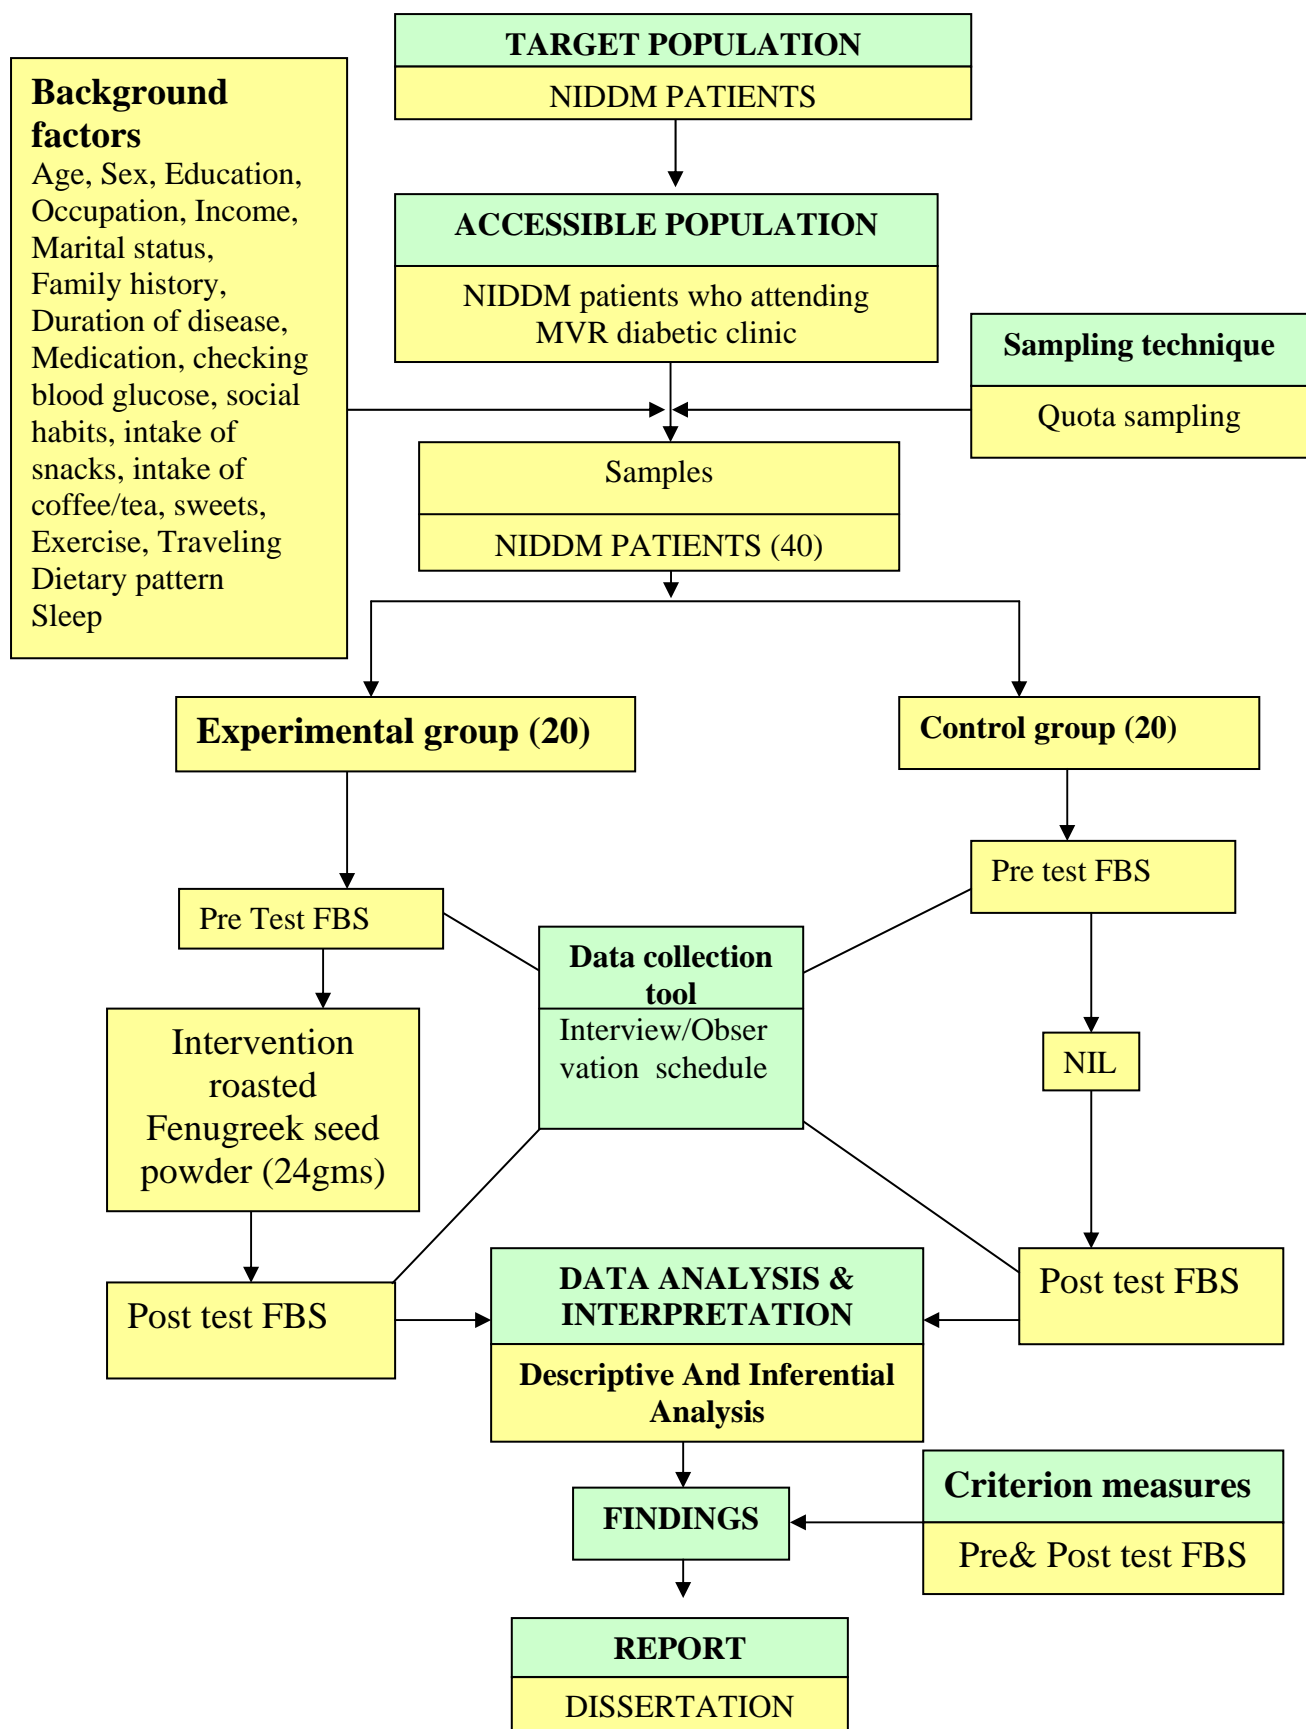 TARGET POPULATION
NIDDM PATIENTS
Background
factors
Age, Sex, Education,
Occupation, Income,
Marital status,
Family history,
Duration of disease,
Medication, checking
blood glucose, social
habits, intake of
snacks, intake of
coffee/tea, sweets,
Exercise, Traveling
Dietary pattern
Sleep
ACCESSIBLE POPULATION
NIDDM patients who attending
MVR diabetic clinic
Sampling technique
Quota sampling
Samples
NIDDM PATIENTS (40)
Experimental group (20)
Control group (20)
Pre Test FBS
Pre test FBS
Data collection
tool
Interview/Obser
vation schedule
Intervention
roasted
Fenugreek seed
powder (24gms)
NIL
Post test FBS
Post test FBS
DATA ANALYSIS &
INTERPRETATION
Descriptive And Inferential
Analysis
FINDINGS
Criterion measures
Pre& Post test FBS
REPORT
DISSERTATION